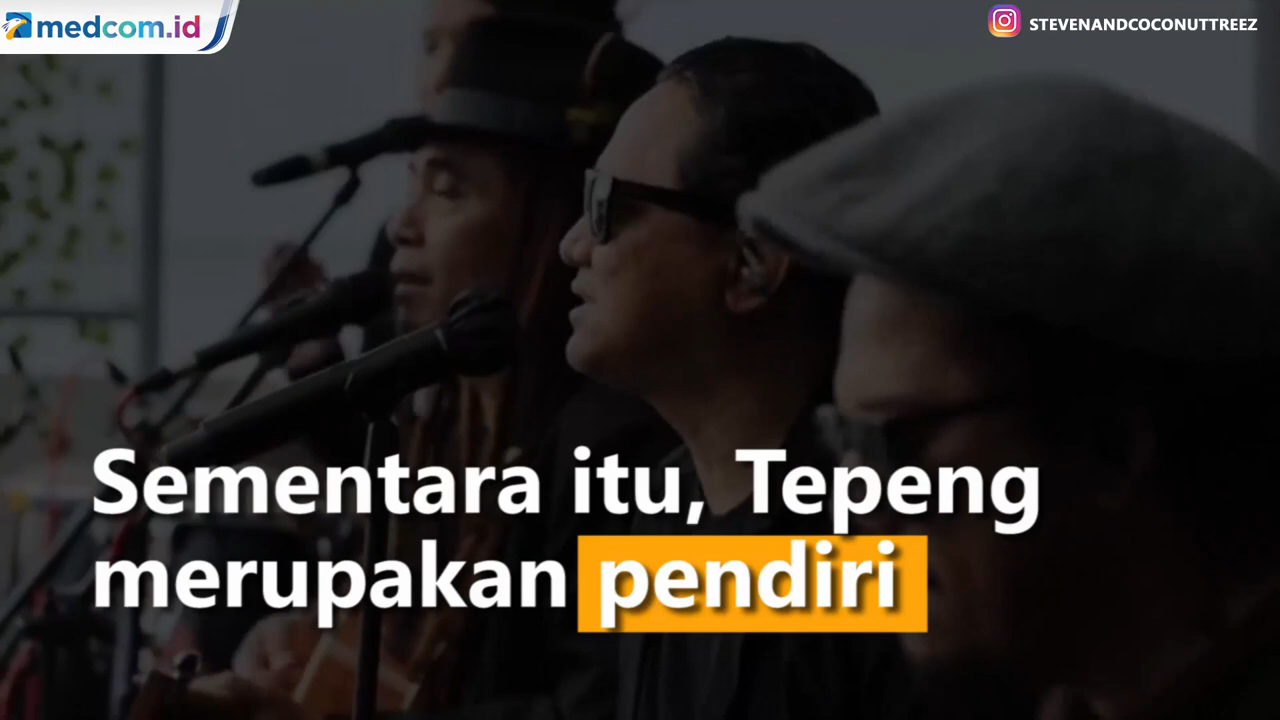 medcom.id
STEVENANDCOCONUTTREEZ
Sementara itu, Tepeng
merupakan pendiri